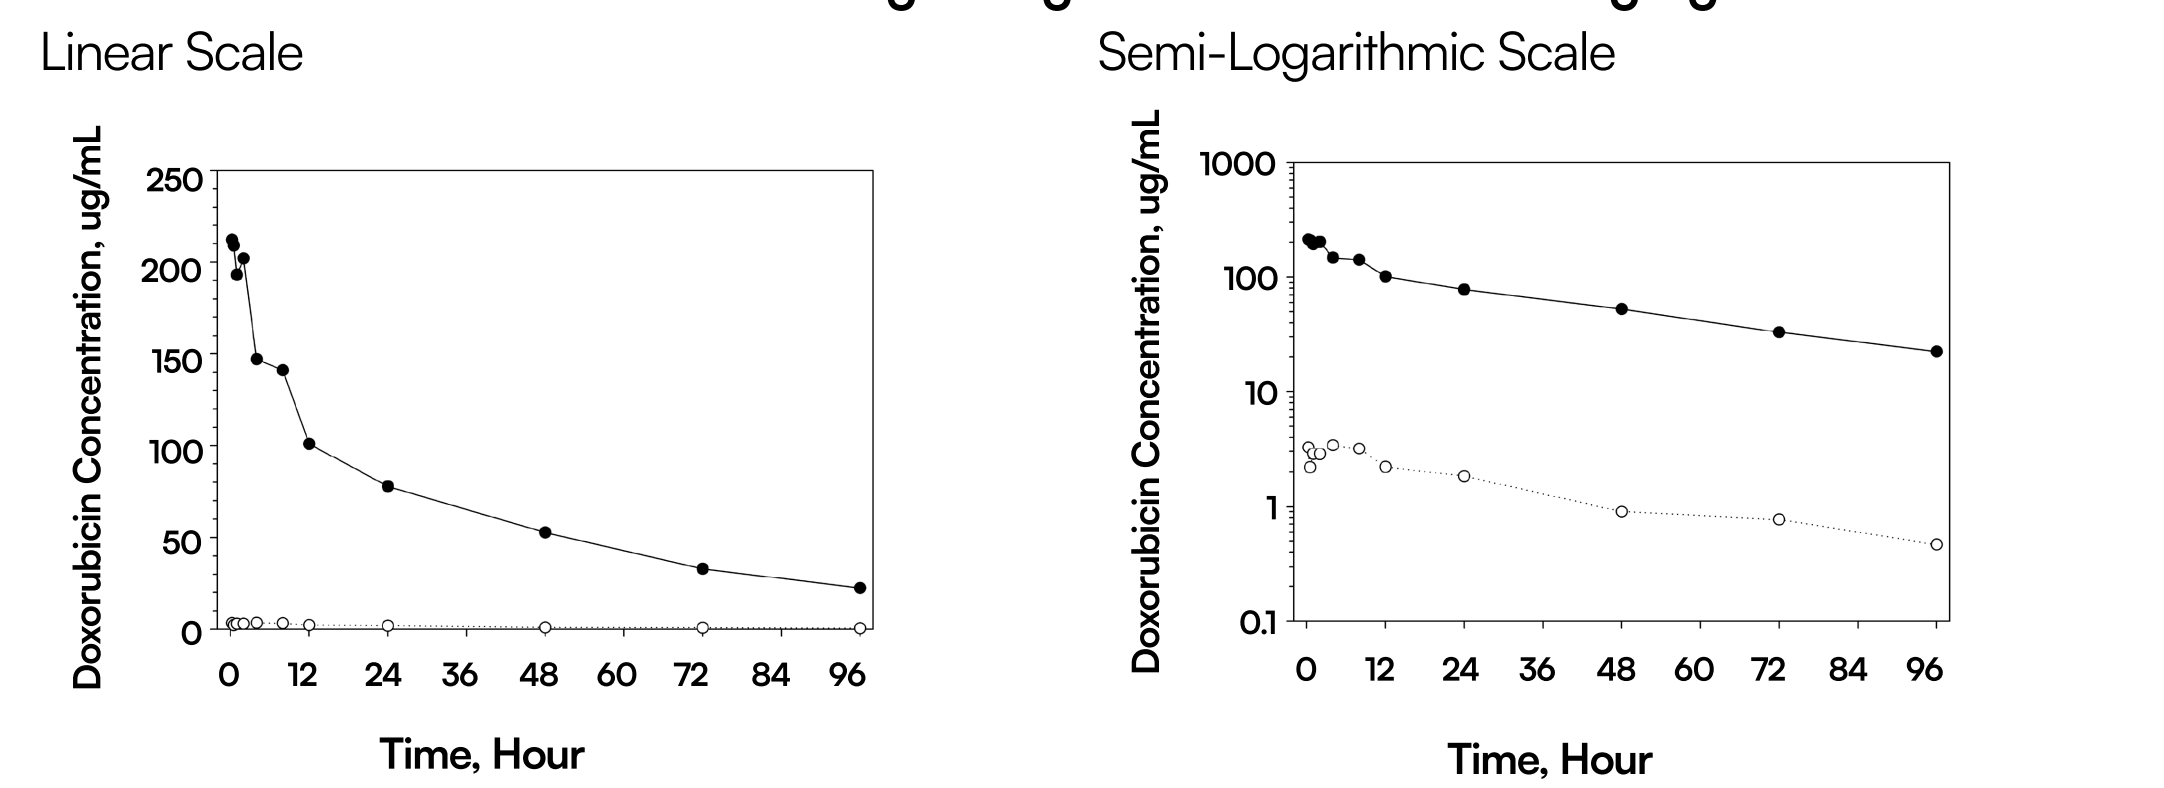 Linear Scale
Doxorubicin Concentration, ug/mL
250
200
150
100
50
0
0 12 24 36 48 60 72 84 96
Time, Hour
Semi-Logarithmic Scale
Doxorubicin Concentration, ug/mL
1000
100
10
1
0.1
0 12 24 36 48 60 72 84 96
Time, Hour